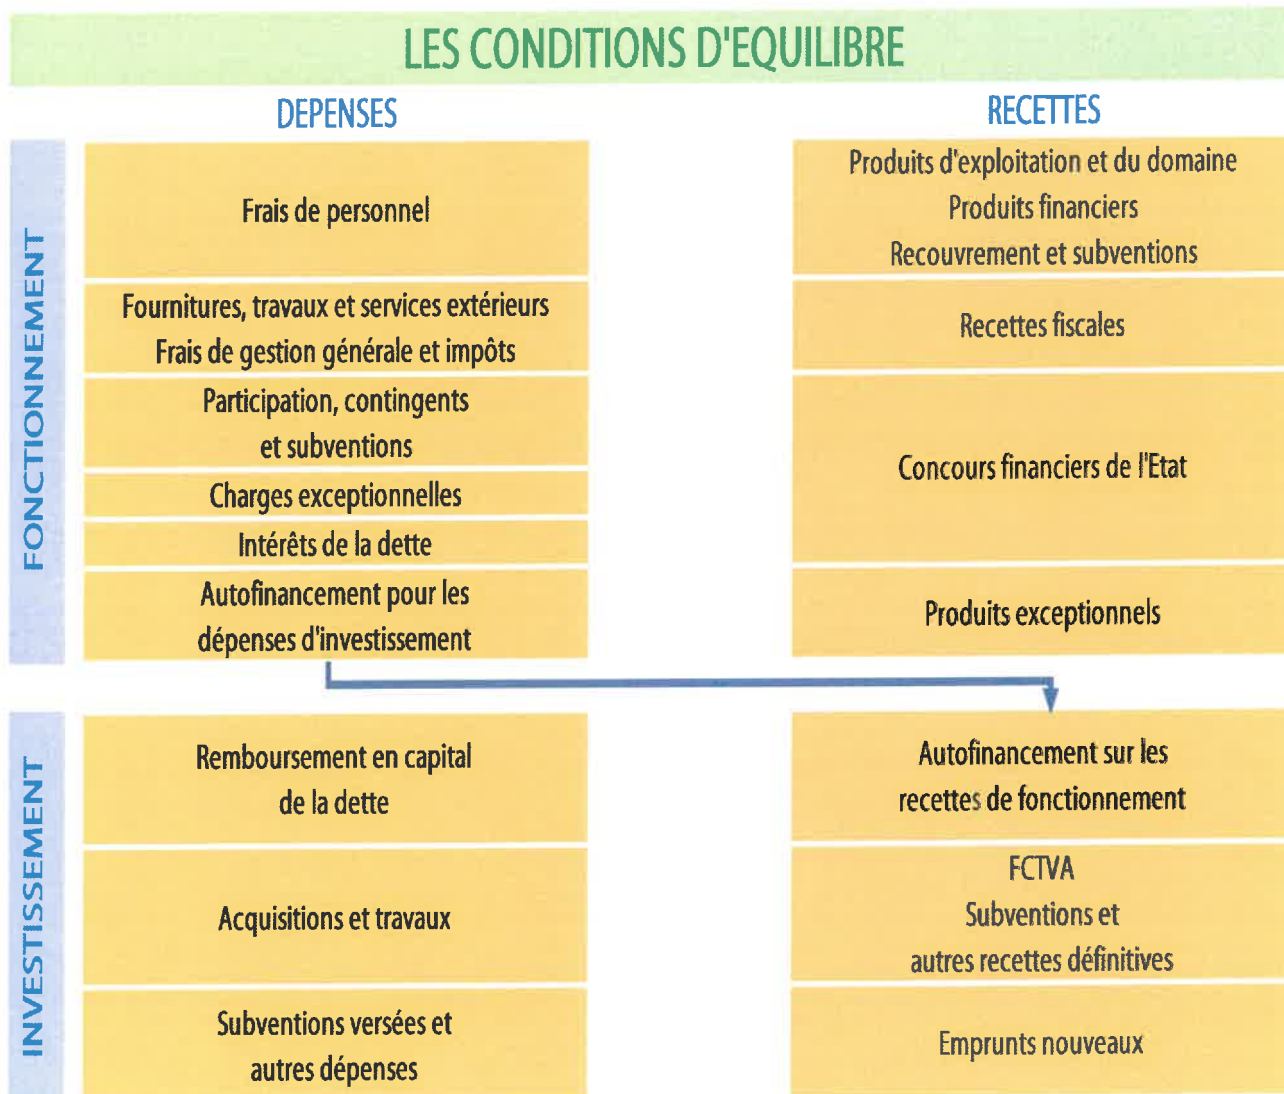 LES CONDITIONS D'EQUILIBRE
DEPENSES
RECETTES
FONCTIONNEMENT
Frais de personnel
Fournitures, travaux et services extérieurs
Frais de gestion générale et impôts
Participation, contingents
et subventions
Charges exceptionnelles
Intérêts de la dette
Autofinancement pour les
dépenses d'investissement
Produits d'exploitation et du domaine
Produits financiers
Recouvrement et subventions
Recettes fiscales
Concours financiers de l'Etat
Produits exceptionnels
INVESTISSEMENT
Remboursement en capital
de la dette
Acquisitions et travaux
Subventions versées et
autres dépenses
Autofinancement sur les
recettes de fonctionnement
FCTVA
Subventions et
autres recettes définitives
Emprunts nouveaux